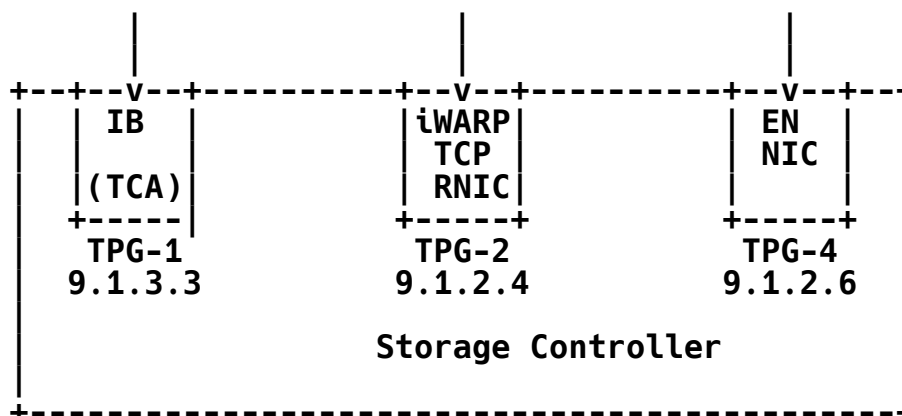 IB iWARP EN
TCP NIC
(TCA) RNIC
TPG-1 TPG-2 TPG-4
9.1.3.3 9.1.2.4 9.1.2.6
Storage Controller